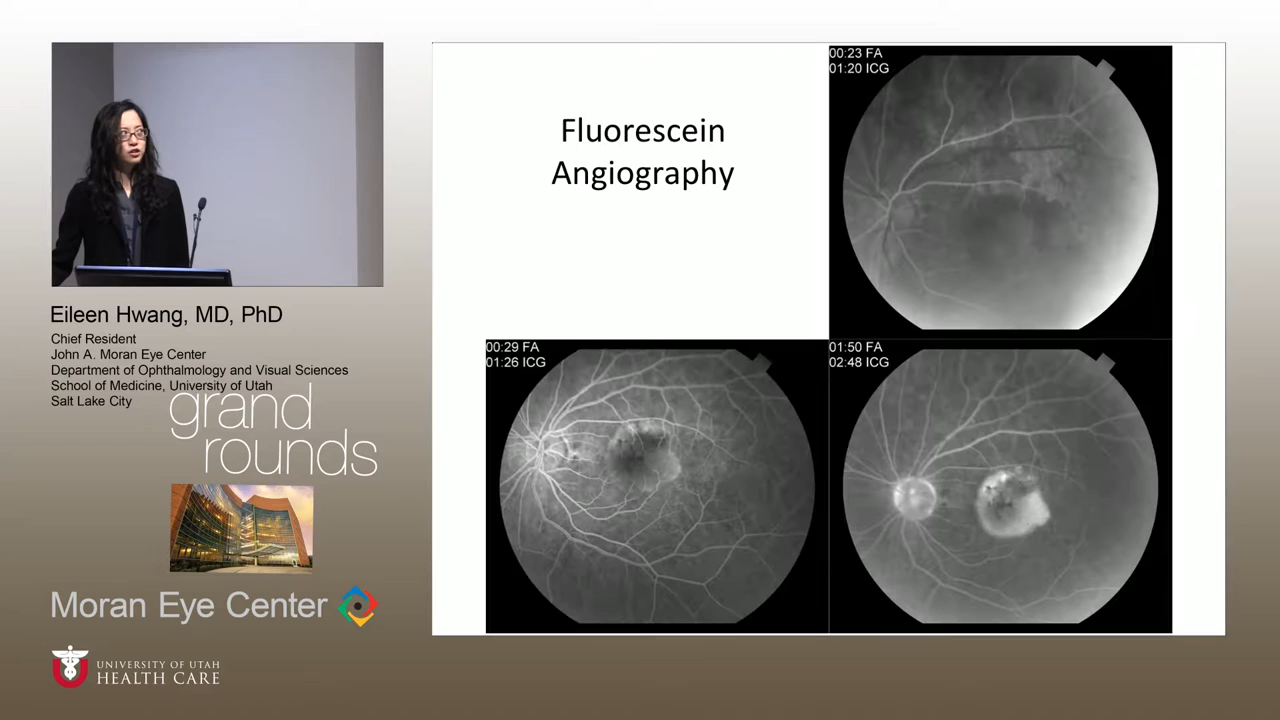 Fluorescein
Angiography
00:23 FA
01:20 ICG
00:29 FA
01:26 ICG
01:50 FA
02:48 ICG
Eileen Hwang, MD, PhD
Chief Resident
John A. Moran Eye Center
Department of Ophthalmology and Visual Sciences
School of Medicine, University of Utah
Salt Lake City
grand
rounds
Moran Eye Center
U
UNIVERSITY OF UTAH
HEALTH CARE